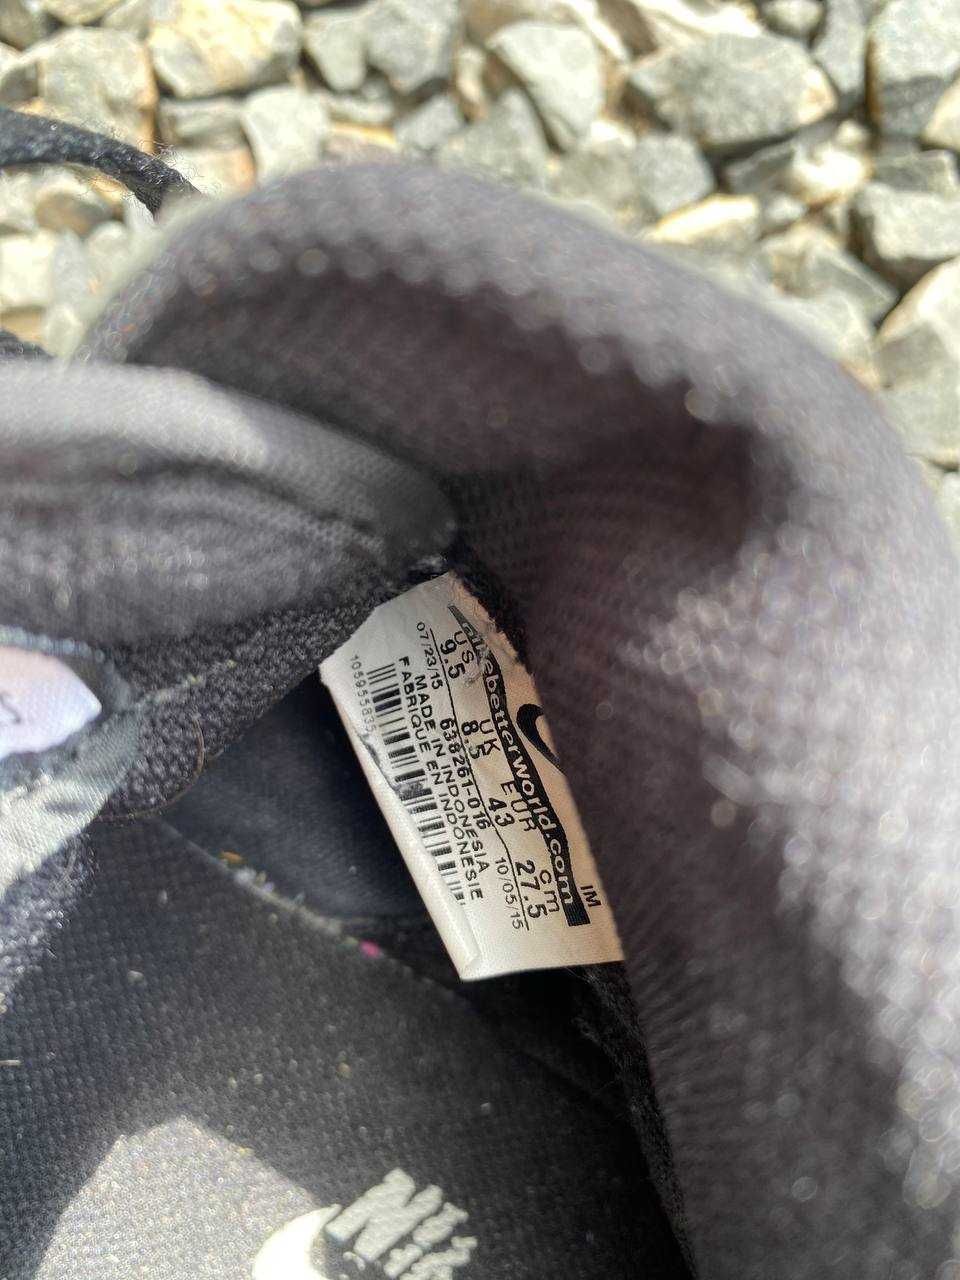 IM
nikebetterworld.com
US UK EUR cm
9.5 8.5 43 27.5
07/23/15 10/05/15
638261-016
MADE IN INDONESIA
FABRIQUE EN INDONESIE